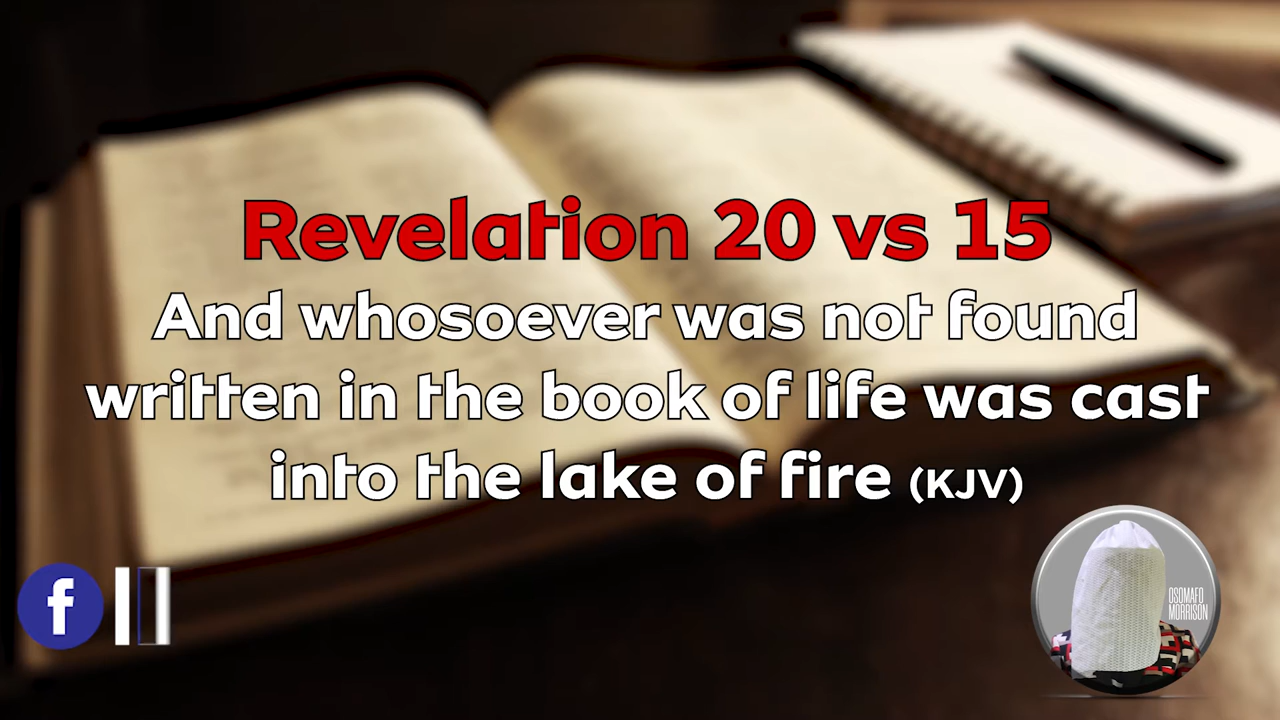 Revelation 20 vs 15
And whosoever was not found
written in the book of life was cast
into the lake of fire (KJV)
f
OSOMAFO
MORRISON